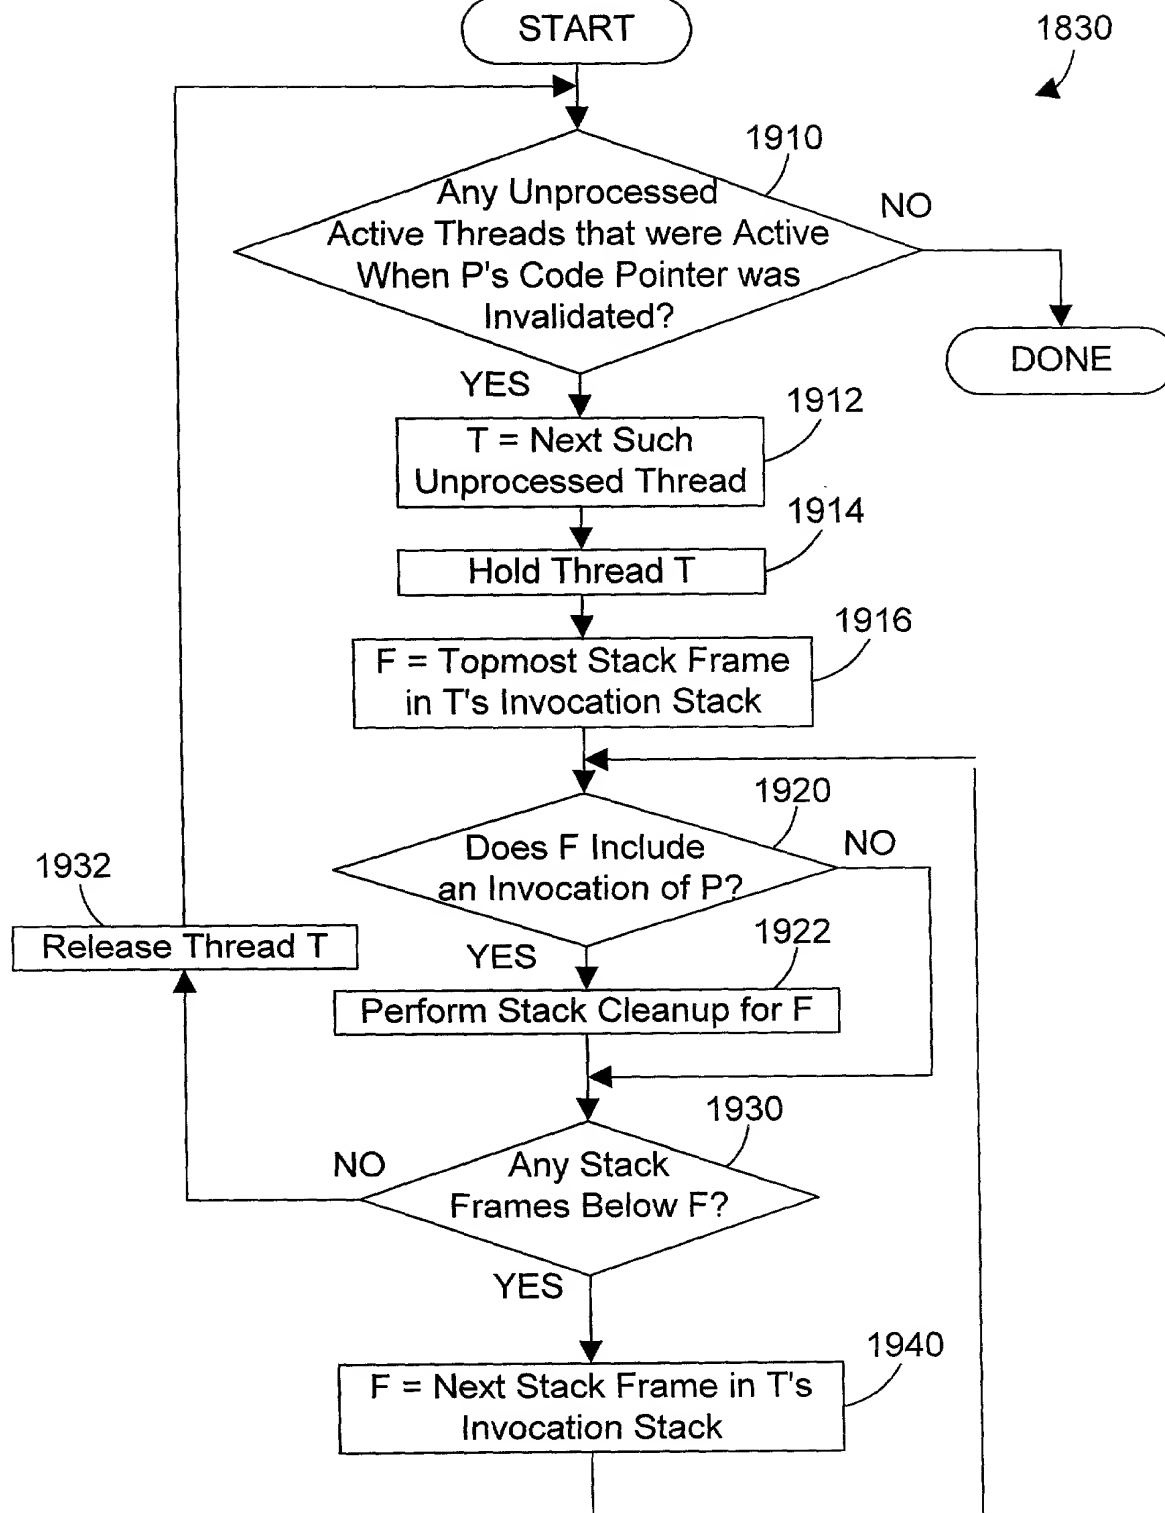 START
1830
1910
Any Unprocessed
Active Threads that were Active
When P's Code Pointer was
Invalidated?
NO
DONE
YES
1912
T = Next Such
Unprocessed Thread
1914
Hold Thread T
1916
F = Topmost Stack Frame
in T's Invocation Stack
1920
Does F Include
an Invocation of P?
NO
1932
Release Thread T
YES
1922
Perform Stack Cleanup for F
1930
NO
Any Stack
Frames Below F?
YES
1940
F = Next Stack Frame in T's
Invocation Stack